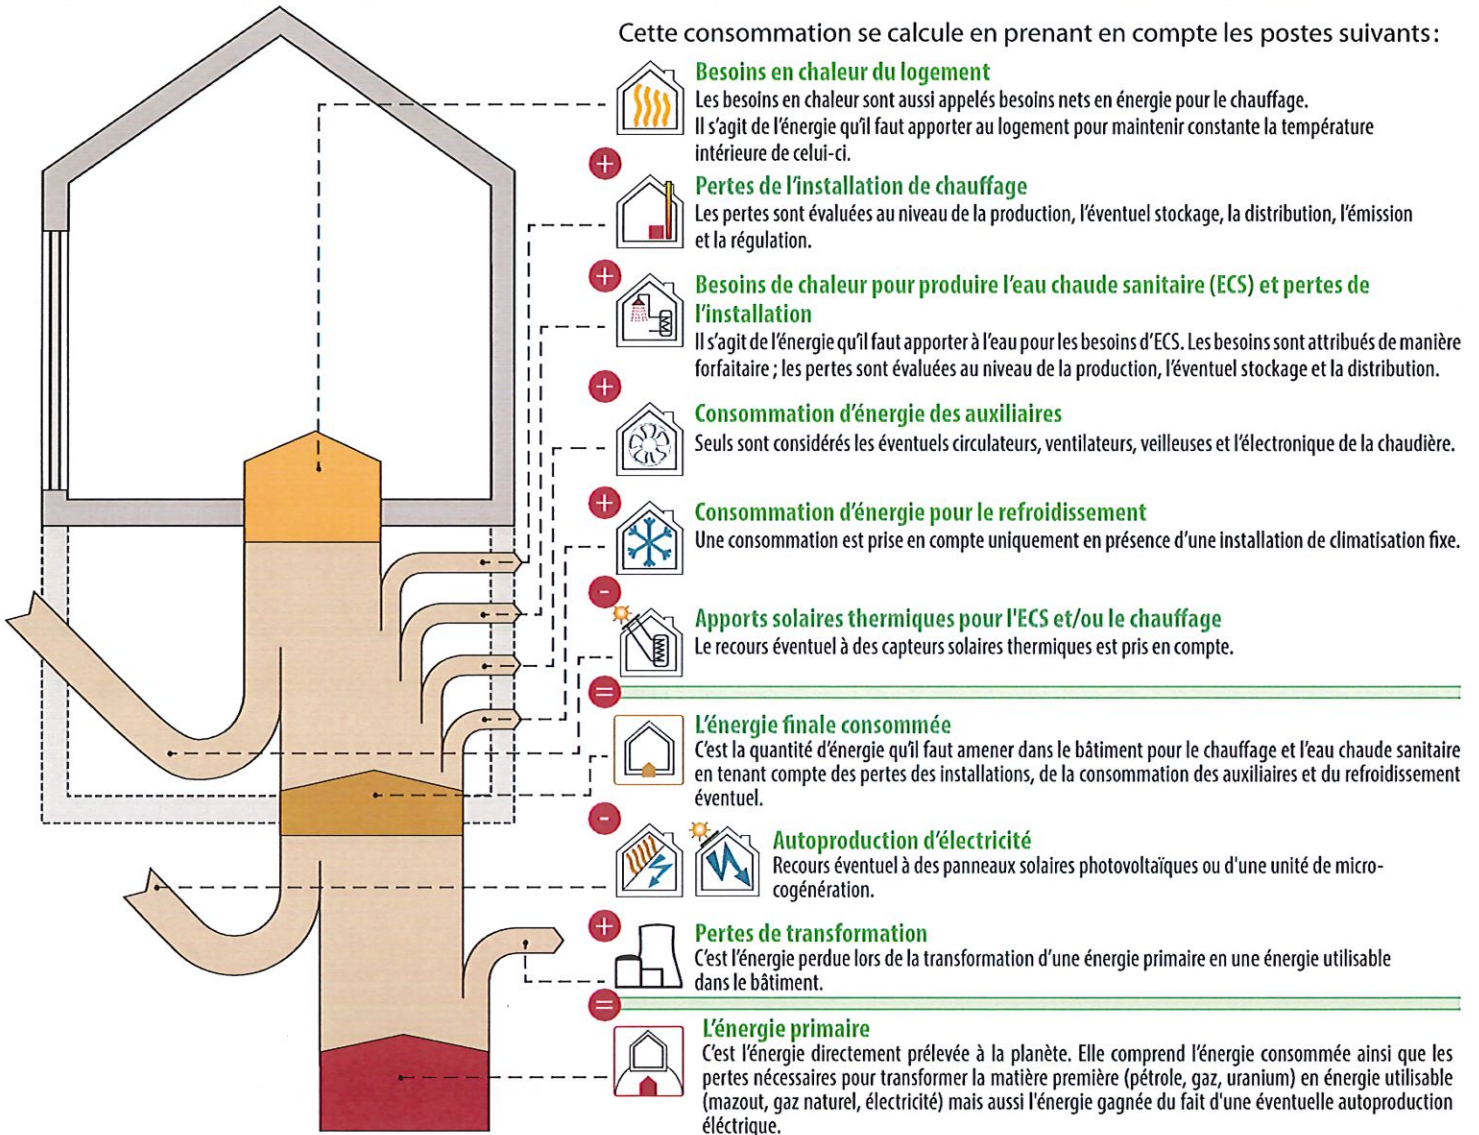 Cette consommation se calcule en prenant en compte les postes suivants :
Besoins en chaleur du logement
Les besoins en chaleur sont aussi appelés besoins nets en énergie pour le chauffage.
Il s'agit de l'énergie qu'il faut apporter au logement pour maintenir constante la température
intérieure de celui-ci.
+
Pertes de l'installation de chauffage
Les pertes sont évaluées au niveau de la production, l'éventuel stockage, la distribution, l'émission
et la régulation.
+
Besoins de chaleur pour produire l'eau chaude sanitaire (ECS) et pertes de
l'installation
Il s'agit de l'énergie qu'il faut apporter à l'eau pour les besoins d'ECS. Les besoins sont attribués de manière
forfaitaire ; les pertes sont évaluées au niveau de la production, l'éventuel stockage et la distribution.
+
Consommation d'énergie des auxiliaires
Seuls sont considérés les éventuels circulateurs, ventilateurs, veilleuses et l'électronique de la chaudière.
+
Consommation d'énergie pour le refroidissement
Une consommation est prise en compte uniquement en présence d'une installation de climatisation fixe.
-
Apports solaires thermiques pour l'ECS et/ou le chauffage
Le recours éventuel à des capteurs solaires thermiques est pris en compte.
=
L'énergie finale consommée
C'est la quantité d'énergie qu'il faut amener dans le bâtiment pour le chauffage et l'eau chaude sanitaire
en tenant compte des pertes des installations, de la consommation des auxiliaires et du refroidissement
éventuel.
-
Autoproduction d'électricité
Recours éventuel à des panneaux solaires photovoltaïques ou d'une unité de micro-
cogénération.
+
Pertes de transformation
C'est l'énergie perdue lors de la transformation d'une énergie primaire en une énergie utilisable
dans le bâtiment.
=
L'énergie primaire
C'est l'énergie directement prélevée à la planète. Elle comprend l'énergie consommée ainsi que les
pertes nécessaires pour transformer la matière première (pétrole, gaz, uranium) en énergie utilisable
(mazout, gaz naturel, électricité) mais aussi l'énergie gagnée du fait d'une éventuelle autoproduction
éléctrique.